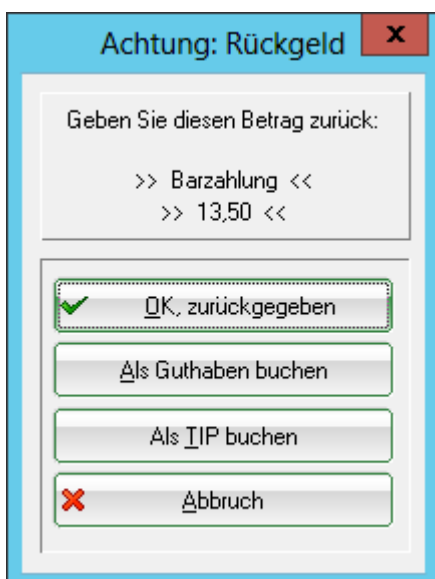 Achtung: Rückgeld
x
Geben Sie diesen Betrag zurück:
>> Barzahlung <<
>> 13,50 <<
OK, zurückgegeben
Als Guthaben buchen
Als TIP buchen
Abbruch